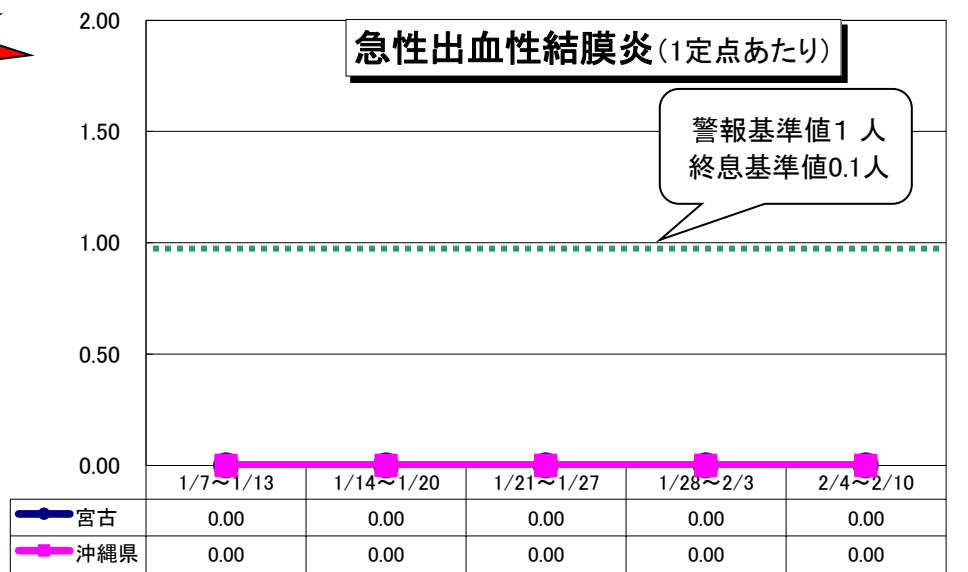 急性出血性結膜炎(1定点あたり)
警報基準値1 人
終息基準値0.1人
2.00
1.50
1.00
0.50
0.00
1/7～1/13 1/14～1/20 1/21～1/27 1/28～2/3 2/4～2/10
宮古 0.00 0.00 0.00 0.00 0.00
沖縄県 0.00 0.00 0.00 0.00 0.00